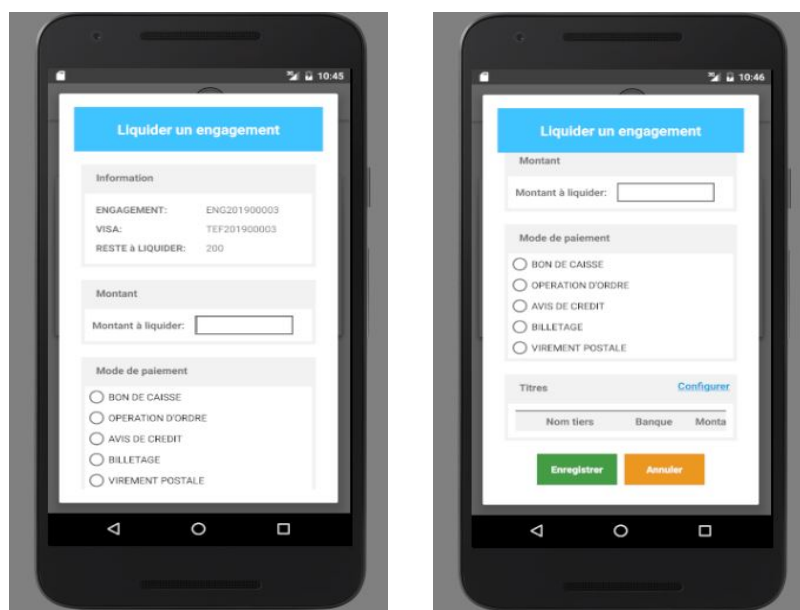 10:45
Liquider un engagement
Information
ENGAGEMENT: ENG201900003
VISA: TEF201900003
RESTE à LIQUIDER: 200
Montant
Montant à liquider:
Mode de paiement
BON DE CAISSE
OPERATION D'ORDRE
AVIS DE CREDIT
BILLETAGE
VIREMENT POSTALE
10:46
Liquider un engagement
Montant
Montant à liquider:
Mode de paiement
BON DE CAISSE
OPERATION D'ORDRE
AVIS DE CREDIT
BILLETAGE
VIREMENT POSTALE
Titres Configurer
Nom tiers Banque Monta
Enregistrer Annuler